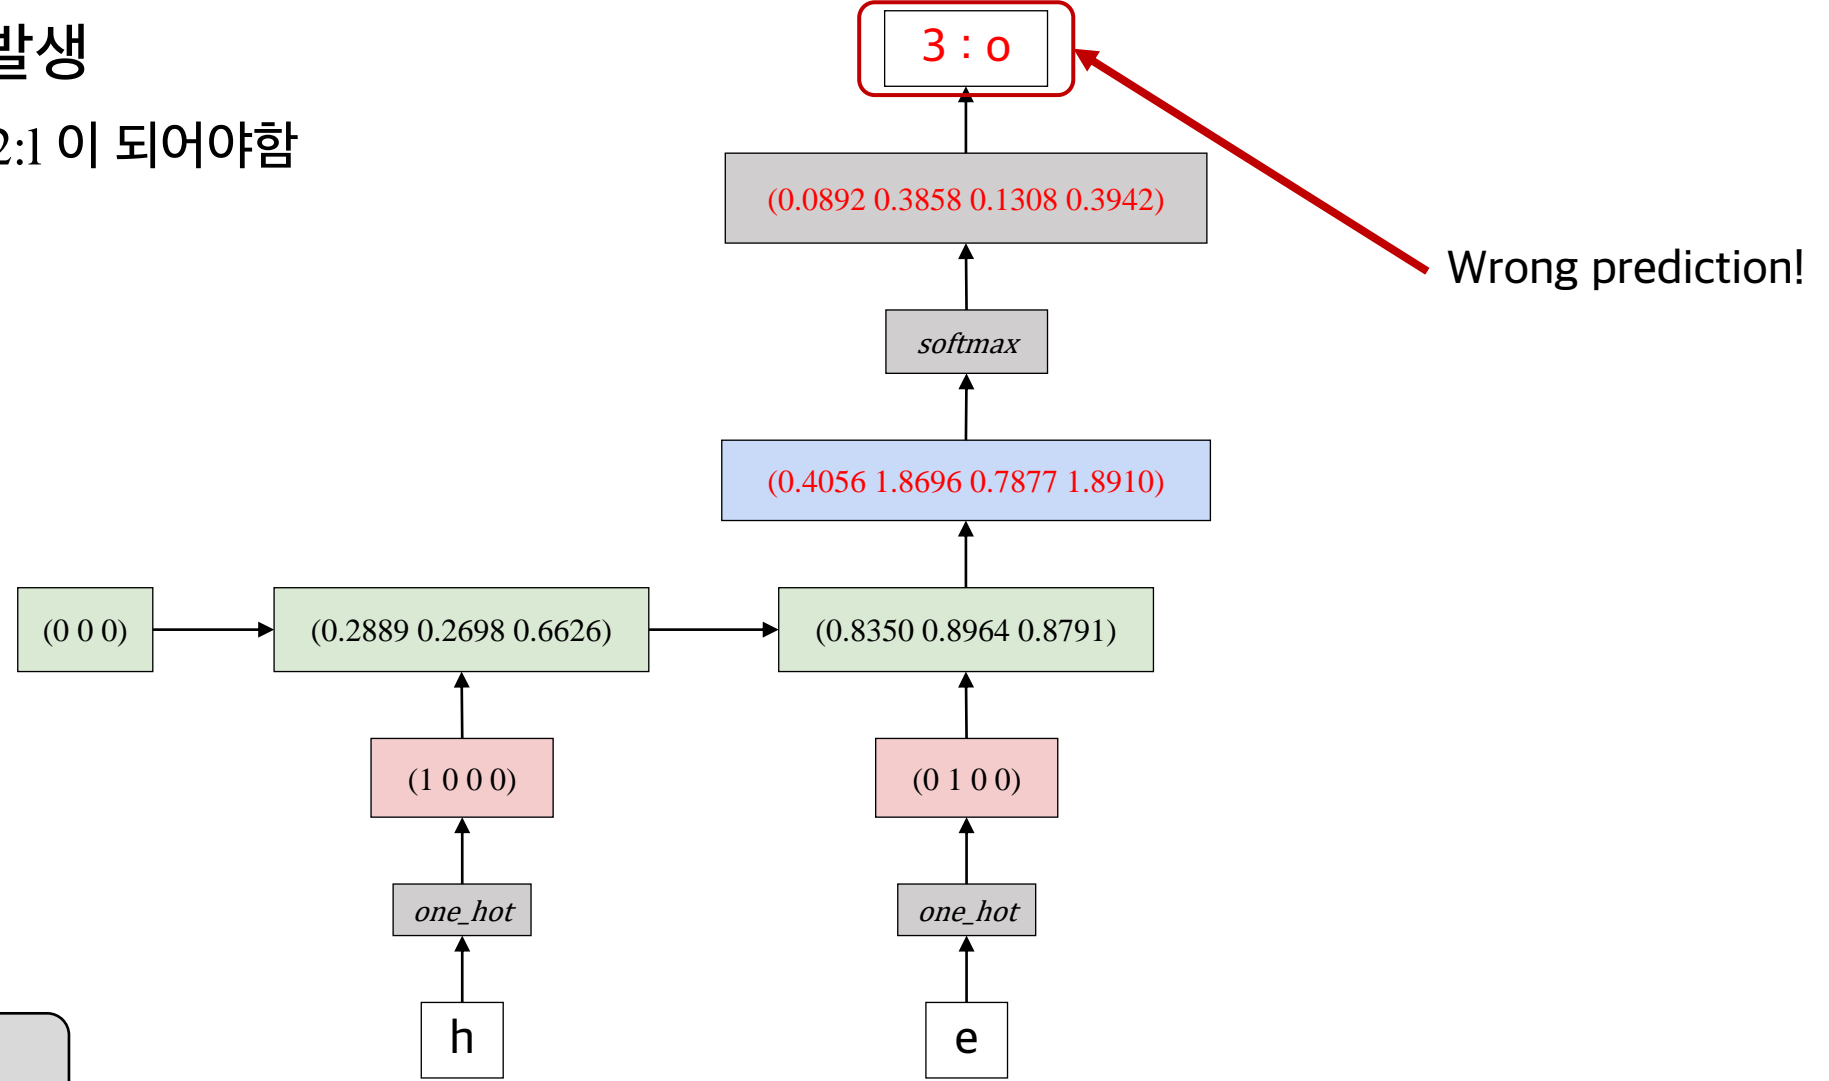 발생
2:l 이 되어야함
3 : o
(0.0892 0.3858 0.1308 0.3942)
Wrong prediction!
softmax
(0.4056 1.8696 0.7877 1.8910)
(0 0 0)
(0.2889 0.2698 0.6626)
(0.8350 0.8964 0.8791)
(1 0 0 0)
(0 1 0 0)
one_hot
one_hot
h
e